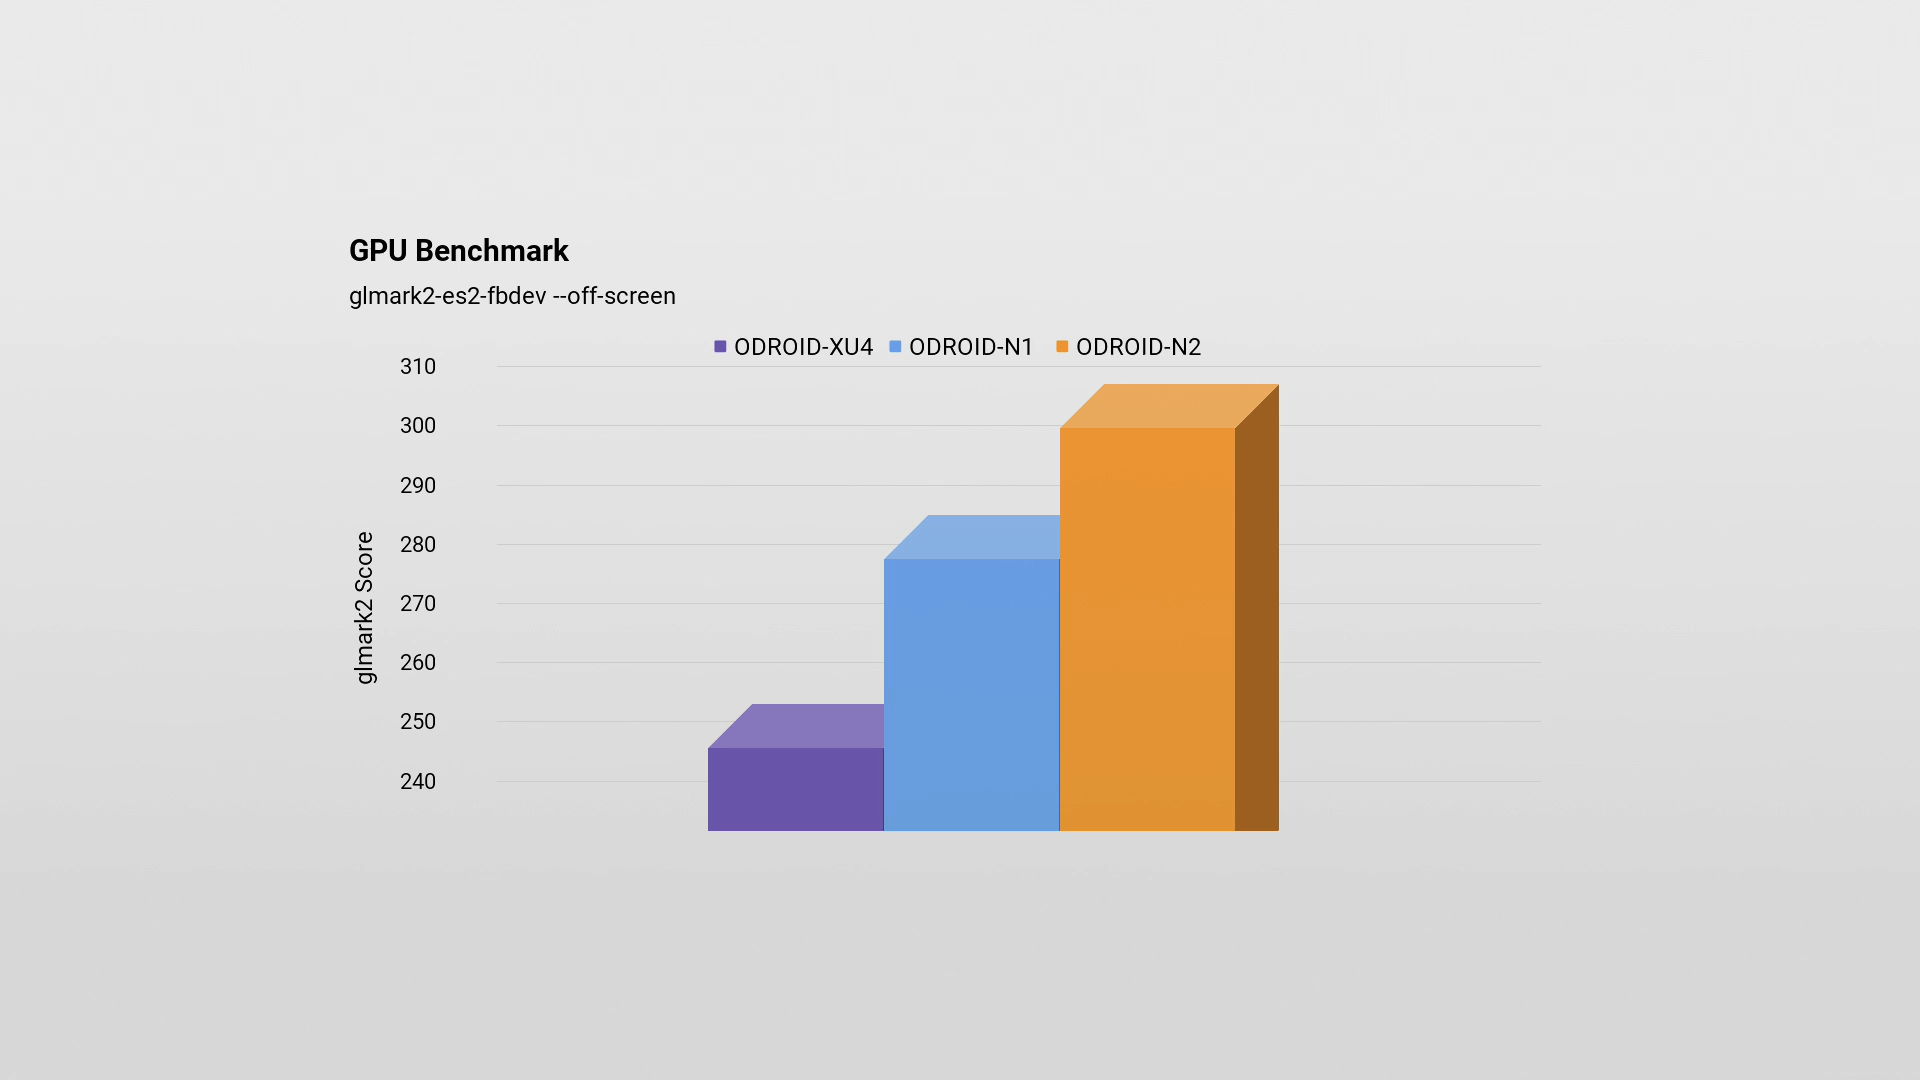 GPU Benchmark
glmark2-es2-fbdev --off-screen
ODROID-XU4 ODROID-N1 ODROID-N2
310
300
290
280
270
260
250
240
glmark2 Score